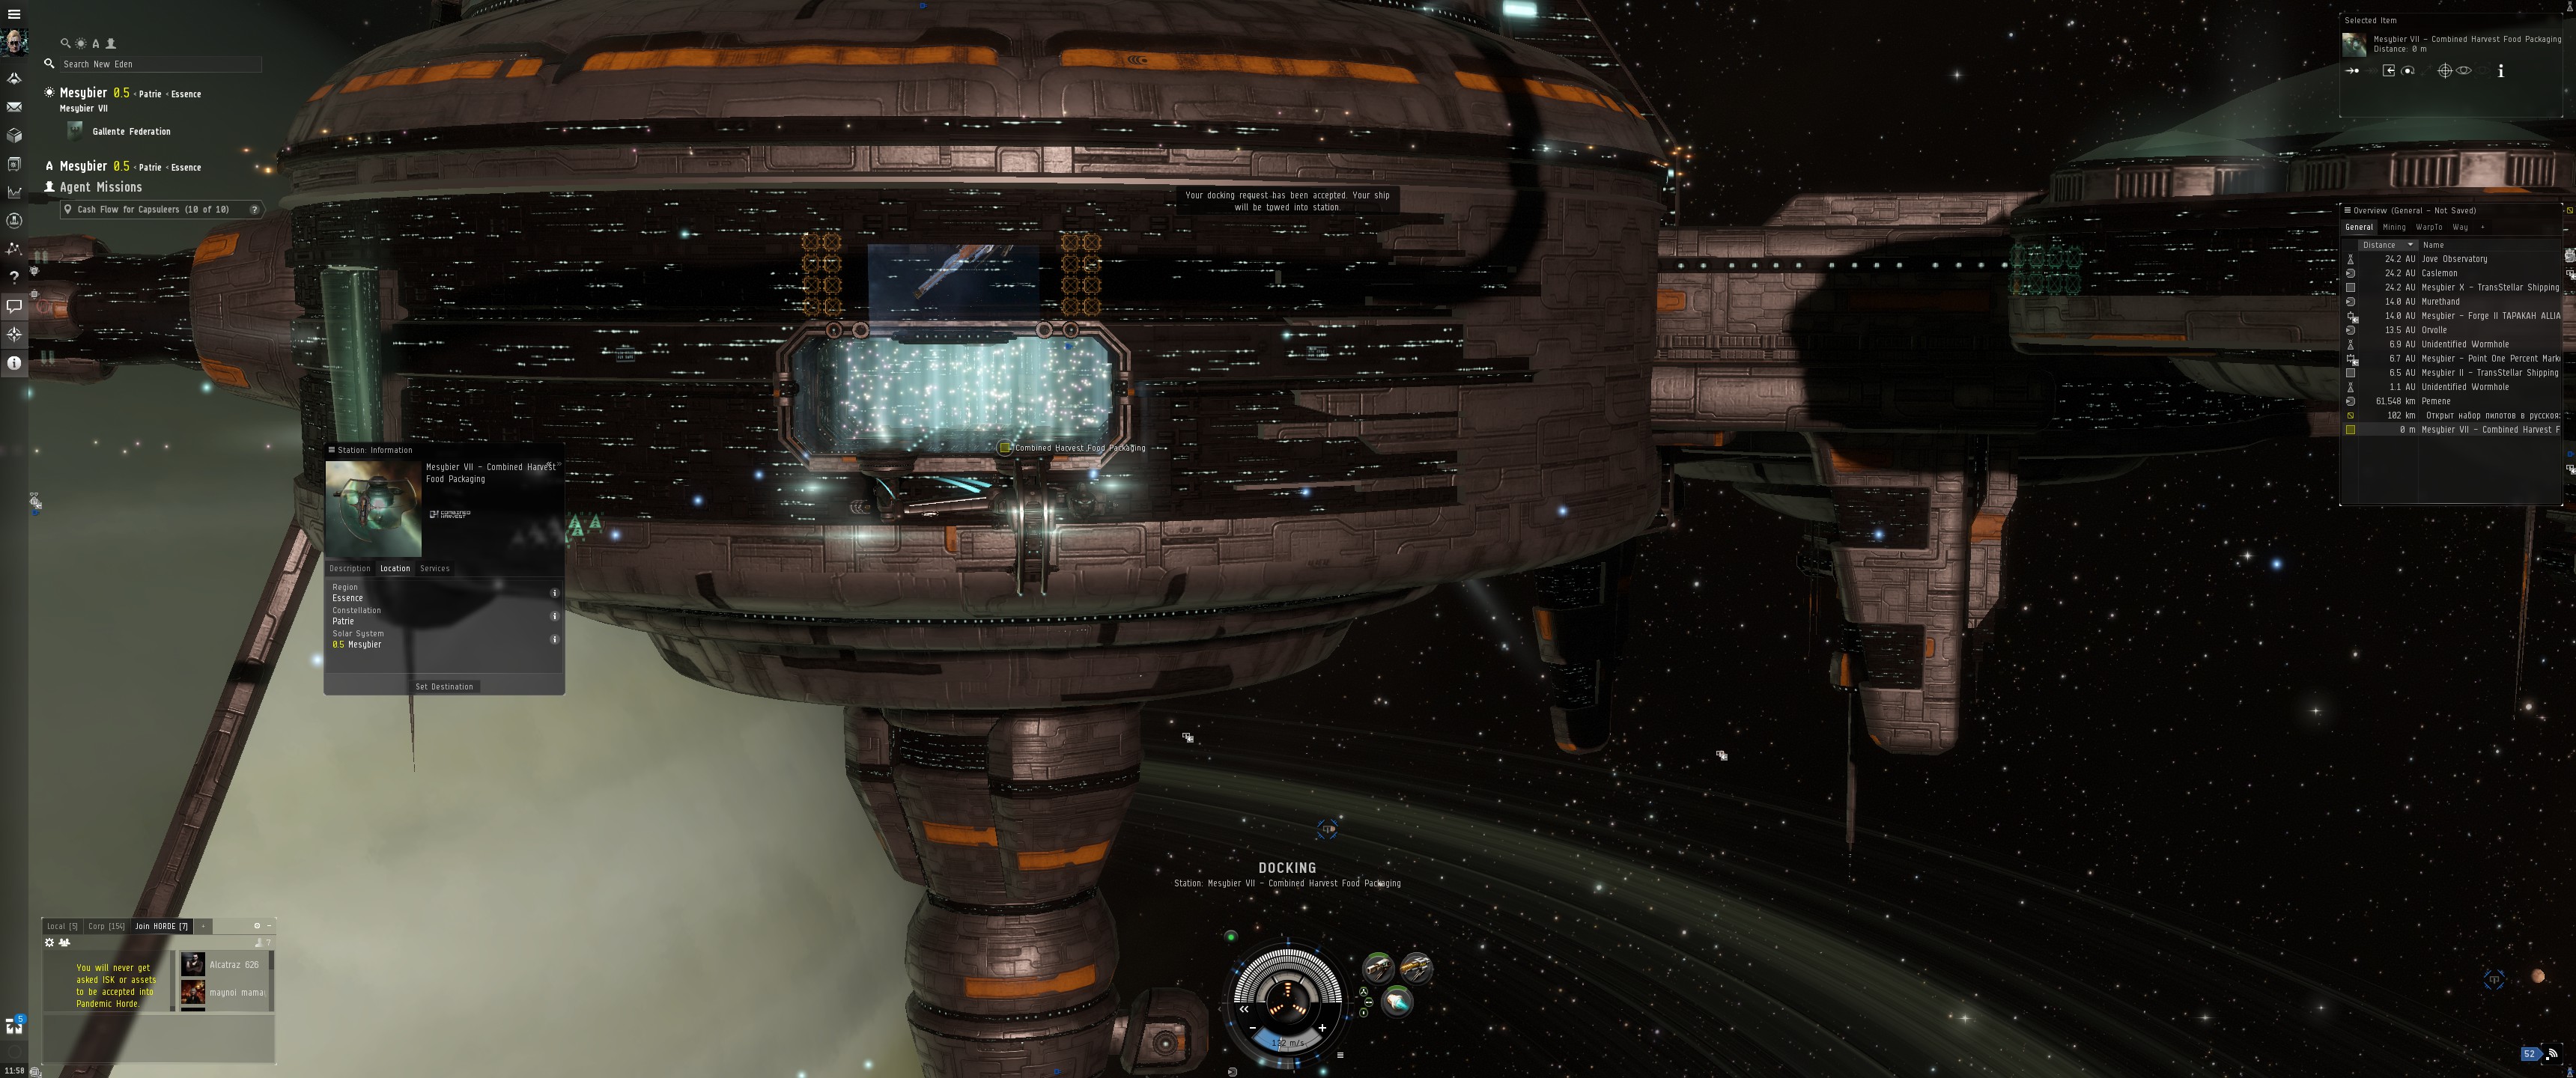 Search New Eden
Mesybier 0.5 < Patrie < Essence
Mesybier VII
Gallente Federation
A Mesybier 0.5 < Patrie < Essence
Agent Missions
Cash Flow for Capsuleers (10 of 10) ?
Your docking request has been accepted. Your ship
will be towed into station.
Combined Harvest Food Packaging
Station: Information
Mesybier VII - Combined Harvest
Food Packaging
COMBINED
HARVEST
Description Location Services
Region
Essence
Constellation
Patrie
Solar System
0.5 Mesybier
Set Destination
Selected Item
Mesybier VII - Combined Harvest Food Packaging
Distance: 0 m
Overview (General - Not Saved)
General Mining WarpTo Way +
Distance Name
24.2 AU Jove Observatory
24.2 AU Caslemon
24.2 AU Mesybier X - TransStellar Shipping
14.0 AU Murethand
14.0 AU Mesybier - Forge II TAPAKAH ALLIA
13.5 AU Orvolle
6.9 AU Unidentified Wormhole
6.7 AU Mesybier - Point One Percent Mark
6.5 AU Mesybier II - TransStellar Shipping
1.1 AU Unidentified Wormhole
61,548 km Pemene
102 km Открыт набор пилотов в русскоя
0 m Mesybier VII - Combined Harvest F
DOCKING
Station: Mesybier VII - Combined Harvest Food Packaging
132 m/s
Local [5] Corp [154] Join HORDE [7] +
7
You will never get
asked ISK or assets
to be accepted into
Pandemic Horde.
Alcatraz 626
maynoi mama
5
11:58
52